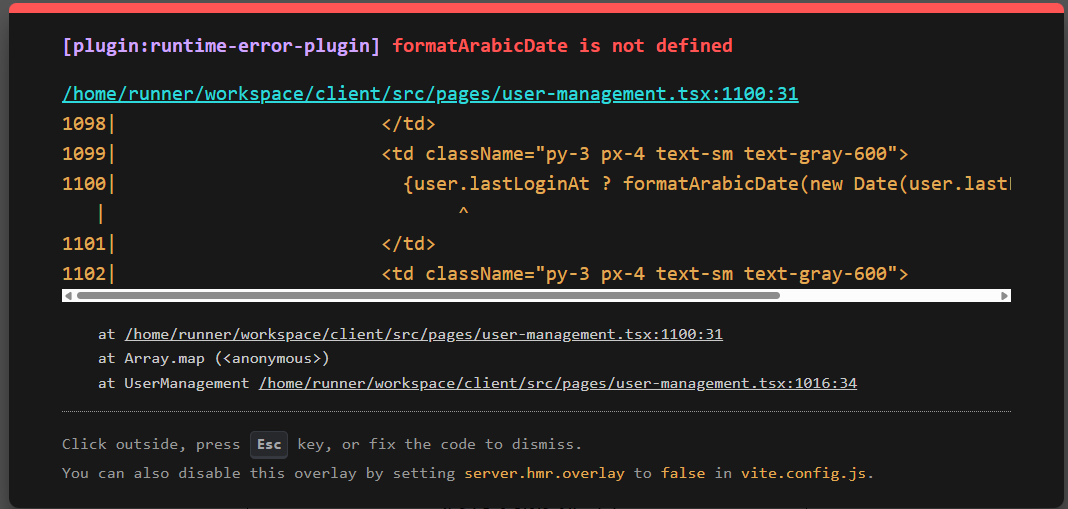 [plugin:runtime-error-plugin] formatArabicDate is not defined
/home/runner/workspace/client/src/pages/user-management.tsx:1100:31
1098|                        </td>
1099|                        <td className="py-3 px-4 text-sm text-gray-600">
1100|                          {user.lastLoginAt ? formatArabicDate(new Date(user.lastL
    |                               ^
1101|                        </td>
1102|                        <td className="py-3 px-4 text-sm text-gray-600">
at /home/runner/workspace/client/src/pages/user-management.tsx:1100:31
at Array.map (<anonymous>)
at UserManagement /home/runner/workspace/client/src/pages/user-management.tsx:1016:34
Click outside, press Esc key, or fix the code to dismiss.
You can also disable this overlay by setting server.hmr.overlay to false in vite.config.js.